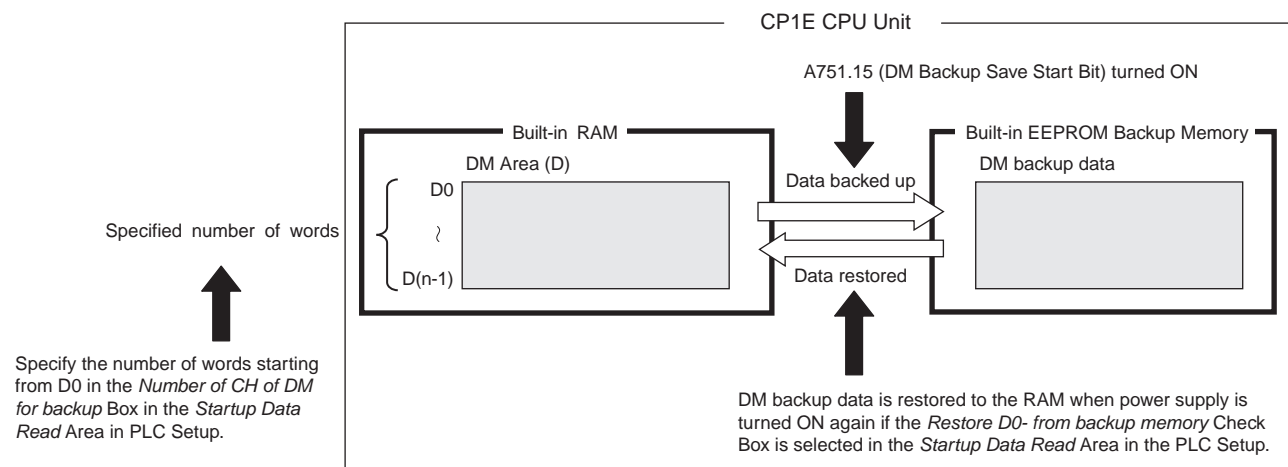 CP1E CPU Unit
A751.15 (DM Backup Save Start Bit) turned ON
Built-in RAM
Built-in EEPROM Backup Memory
DM Area (D)
DM backup data
D0
~
D(n-1)
Specified number of words
Data backed up
Data restored
Specify the number of words starting
from D0 in the Number of CH of DM
for backup Box in the Startup Data
Read Area in PLC Setup.
DM backup data is restored to the RAM when power supply is
turned ON again if the Restore D0- from backup memory Check
Box is selected in the Startup Data Read Area in the PLC Setup.